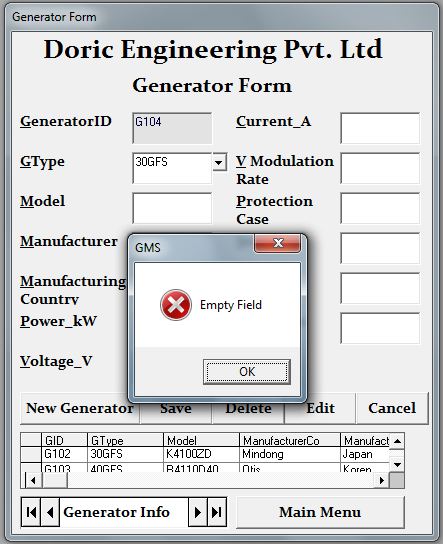 Generator Form
Doric Engineering Pvt. Ltd
Generator Form
GeneratorID
G104
Current_A
GType
30GFS
V Modulation
Rate
Model
Protection
Case
Manufacturer
Manufacturing
Country
Power_kW
Voltage_V
GMS
Empty Field
OK
New Generator Save Delete Edit Cancel
GID GType Model ManufacturerCo Manufact
G102 30GFS K4100ZD Mindong Japan
G103 40GFS R4110D40 Otis Koren
Generator Info
Main Menu